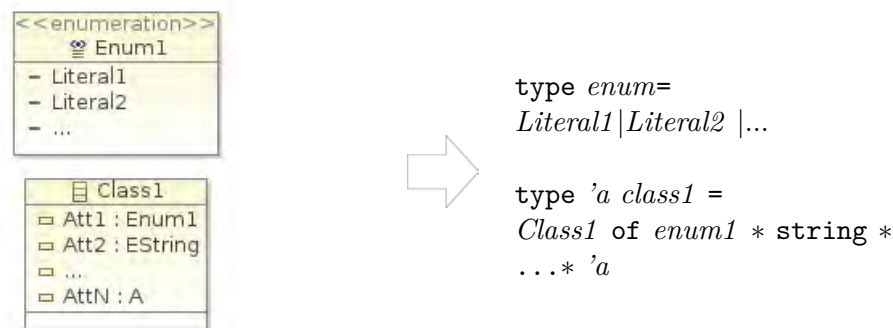 <<enumeration>>
Enum1
– Literal1
– Literal2
– ...
Class1
Att1 : Enum1
Att2 : EString
...
AttN : A
type enum=
Literal1|Literal2 |...
type 'a class1 =
Class1 of enum1 * string *
...* 'a